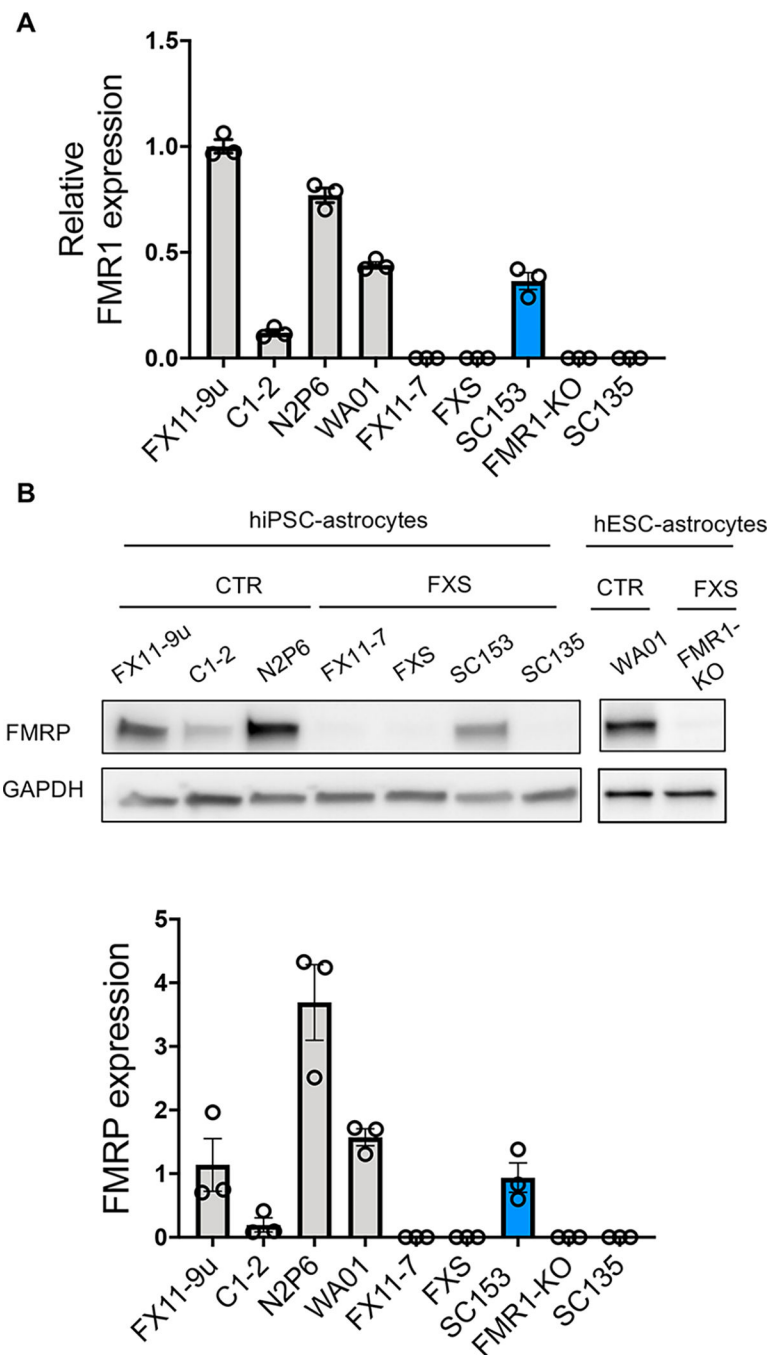 A
1.5
1.0
0.5
0.0
Relative
FMR1 expression
FX11-9u
C1-2
N2P6
WA01
FX11-7
FXS
SC153
FMR1-KO
SC135
B
hiPSC-astrocytes
hESC-astrocytes
CTR
FXS
CTR
FXS
FX11-9u
C1-2
N2P6
FX11-7
FXS
SC153
SC135
WA01
FMR1-
KO
FMRP
GAPDH
5
4
3
2
1
0
FMRP expression
FX11-9u
C1-2
N2P6
WA01
FX11-7
FXS
SC153
FMR1-KO
SC135